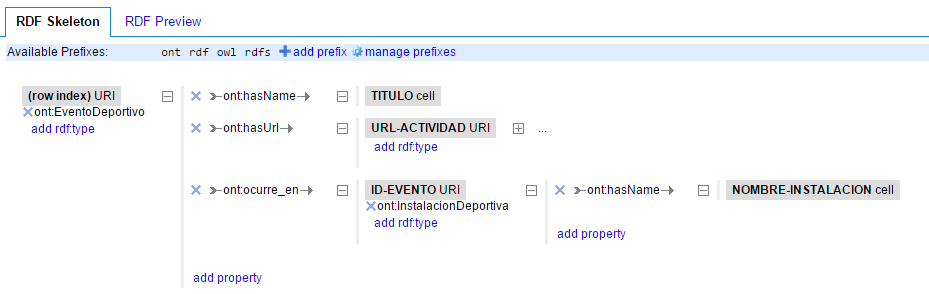 RDF Skeleton RDF Preview
Available Prefixes: ont rdf owl rdfs add prefix manage prefixes
(row index) URI ont:hasName TITULO cell
ont:EventoDeportivo
add rdf:type ont:hasUrl URL-ACTIVIDAD URI ...
add rdf:type
ont:ocurre_en ID-EVENTO URI ont:hasName NOMBRE-INSTALACION cell
ont:InstalacionDeportiva
add rdf:type
add property
add property